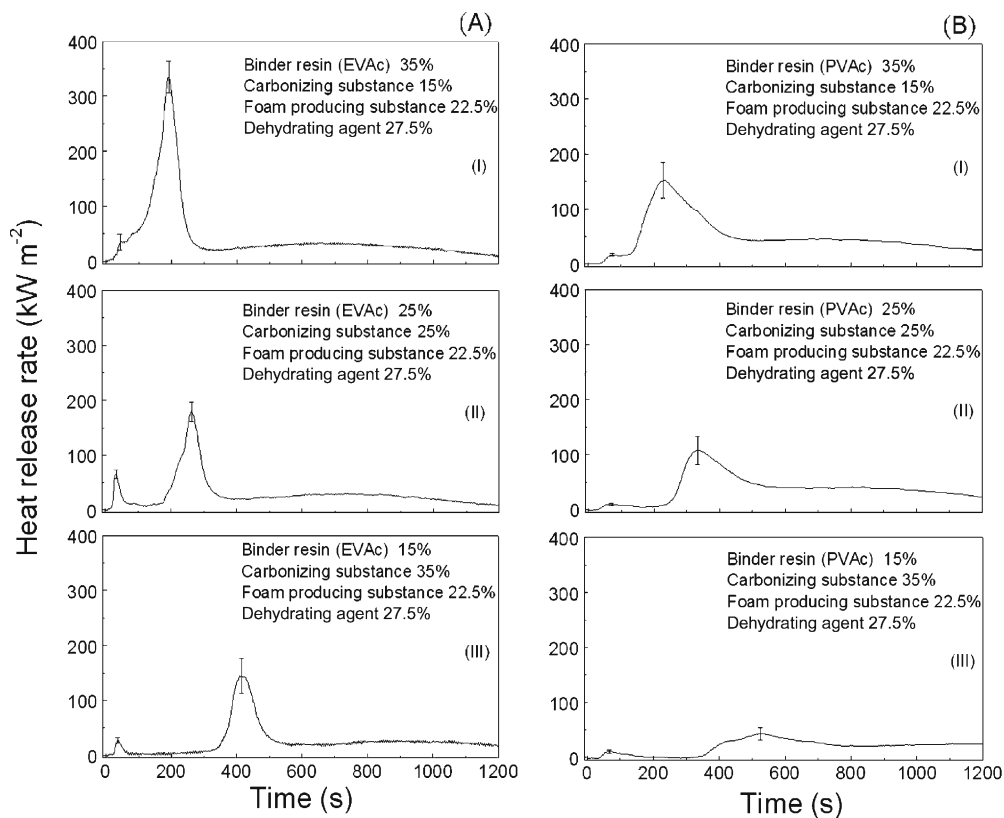 (A)
400
300
200
100
0
Binder resin (EVAc) 35%
Carbonizing substance 15%
Foam producing substance 22.5%
Dehydrating agent 27.5%
(I)
400
300
200
100
0
Binder resin (EVAc) 25%
Carbonizing substance 25%
Foam producing substance 22.5%
Dehydrating agent 27.5%
(II)
400
300
200
100
0
Binder resin (EVAc) 15%
Carbonizing substance 35%
Foam producing substance 22.5%
Dehydrating agent 27.5%
(III)
0 200 400 600 800 1000 1200
Time (s)
Heat release rate (kW m-2)
(B)
400
300
200
100
0
Binder resin (PVAc) 35%
Carbonizing substance 15%
Foam producing substance 22.5%
Dehydrating agent 27.5%
(I)
400
300
200
100
0
Binder resin (PVAc) 25%
Carbonizing substance 25%
Foam producing substance 22.5%
Dehydrating agent 27.5%
(II)
400
300
200
100
0
Binder resin (PVAc) 15%
Carbonizing substance 35%
Foam producing substance 22.5%
Dehydrating agent 27.5%
(III)
0 200 400 600 800 1000 1200
Time (s)